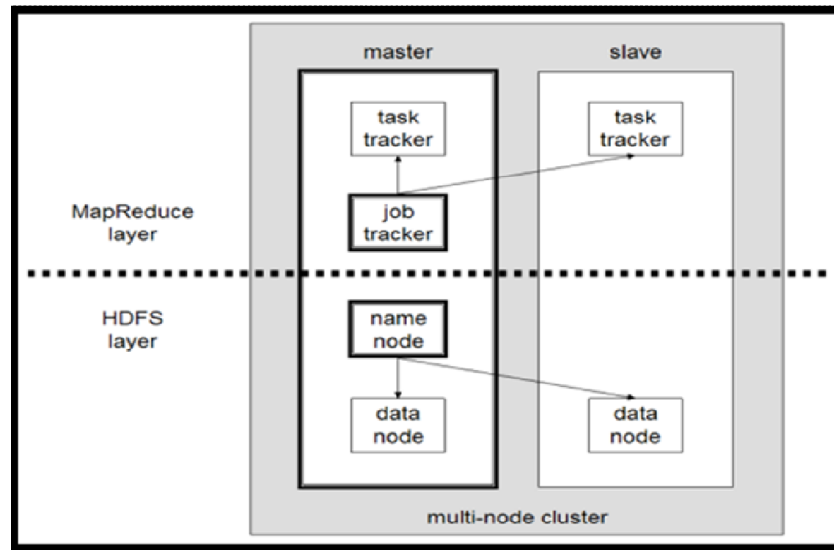 master
slave
task
tracker
task
tracker
MapReduce
layer
job
tracker
HDFS
layer
name
node
data
node
data
node
multi-node cluster